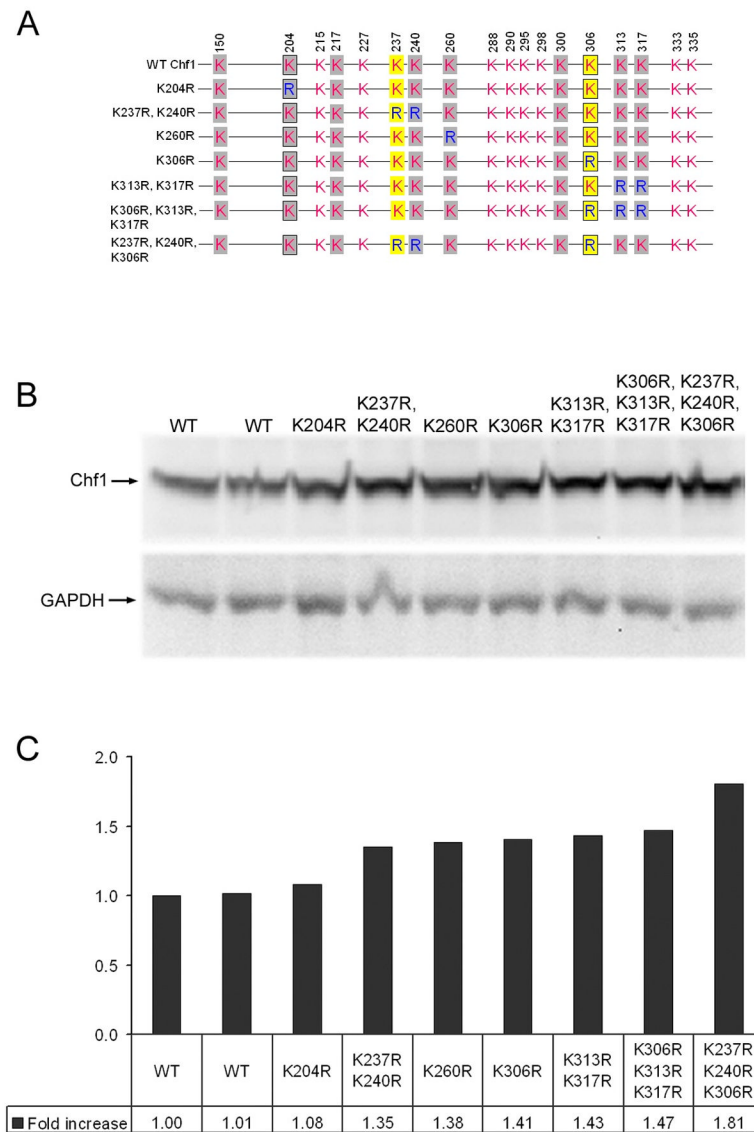 A
150 204 215 217 227 237 240 260 288 290 295 298 300 306 313 317 333 335
WT Chf1 K K K K K K K K K K K K K K K K K K
K204R K R K K K K K K K K K K K K K K K K
K237R, K240R K K K K K R R K K K K K K K K K K K
K260R K K K K K K K R K K K K K K K K K K
K306R K K K K K K K K K K K K K R K K K K
K313R, K317R K K K K K K K K K K K K K K R R K K
K306R, K313R, K317R K K K K K K K K K K K K K R R R K K
K237R, K240R, K306R K K K K K R R K K K K K K R K K K K
B
K306R, K237R,
K237R, K313R, K313R, K240R,
WT WT K204R K240R K260R K306R K317R K317R K306R
Chf1
GAPDH
C
2.0
1.5
1.0
0.5
0.0
K237R K313R K306R K237R
WT WT K204R K240R K260R K306R K317R K313R K240R
K317R K306R
Fold increase 1.00 1.01 1.08 1.35 1.38 1.41 1.43 1.47 1.81